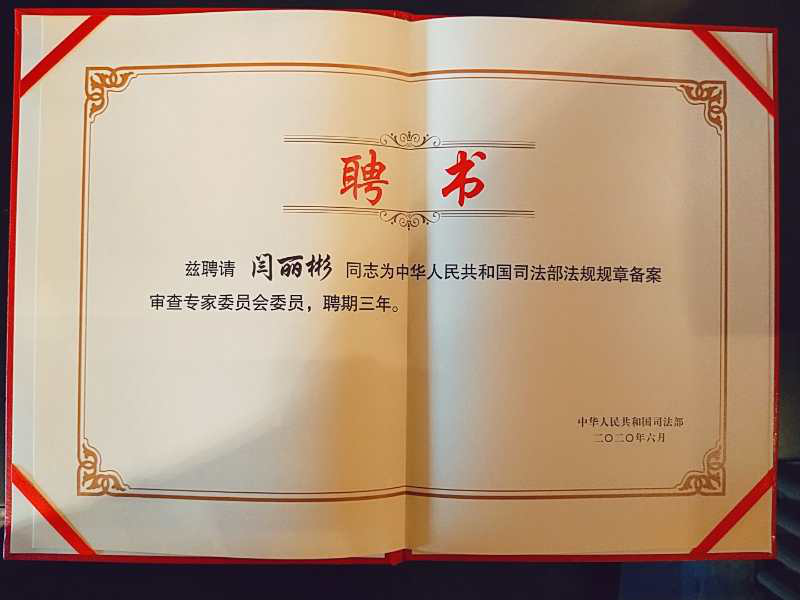 聘 书
兹聘请 闫丽彬 同志为中华人民共和国司法部法规规章备案
审查专家委员会委员，聘期三年。
中华人民共和国司法部
二〇二〇年六月